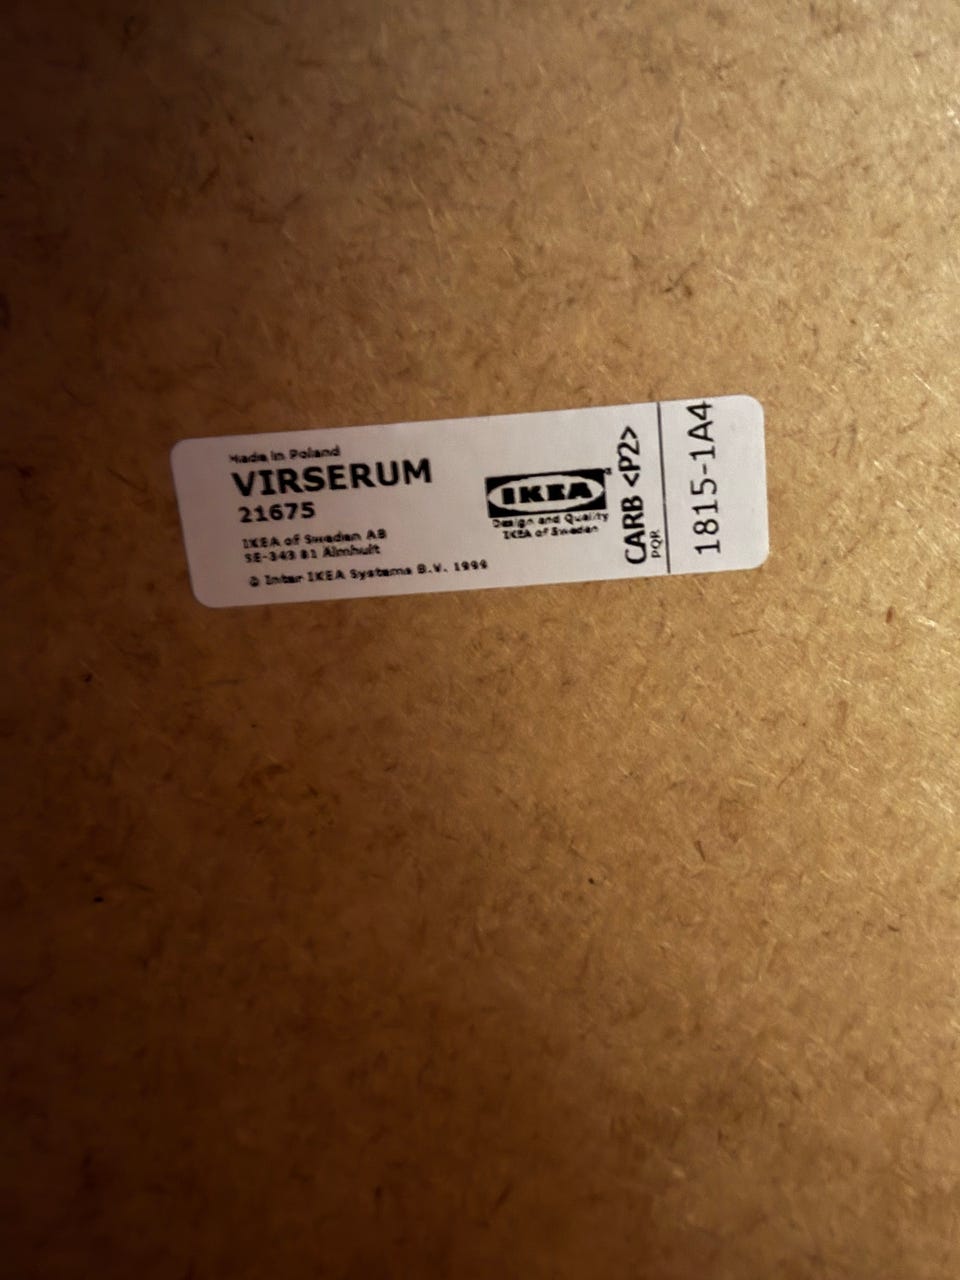 Made in Poland
VIRSERUM
21675
IKEA of Sweden AB
SE-343 81 Älmhult
© Inter IKEA Systems B.V. 1999
IKEA®
Design and Quality
IKEA of Sweden
CARB <P2>
PQR
1815-1A4